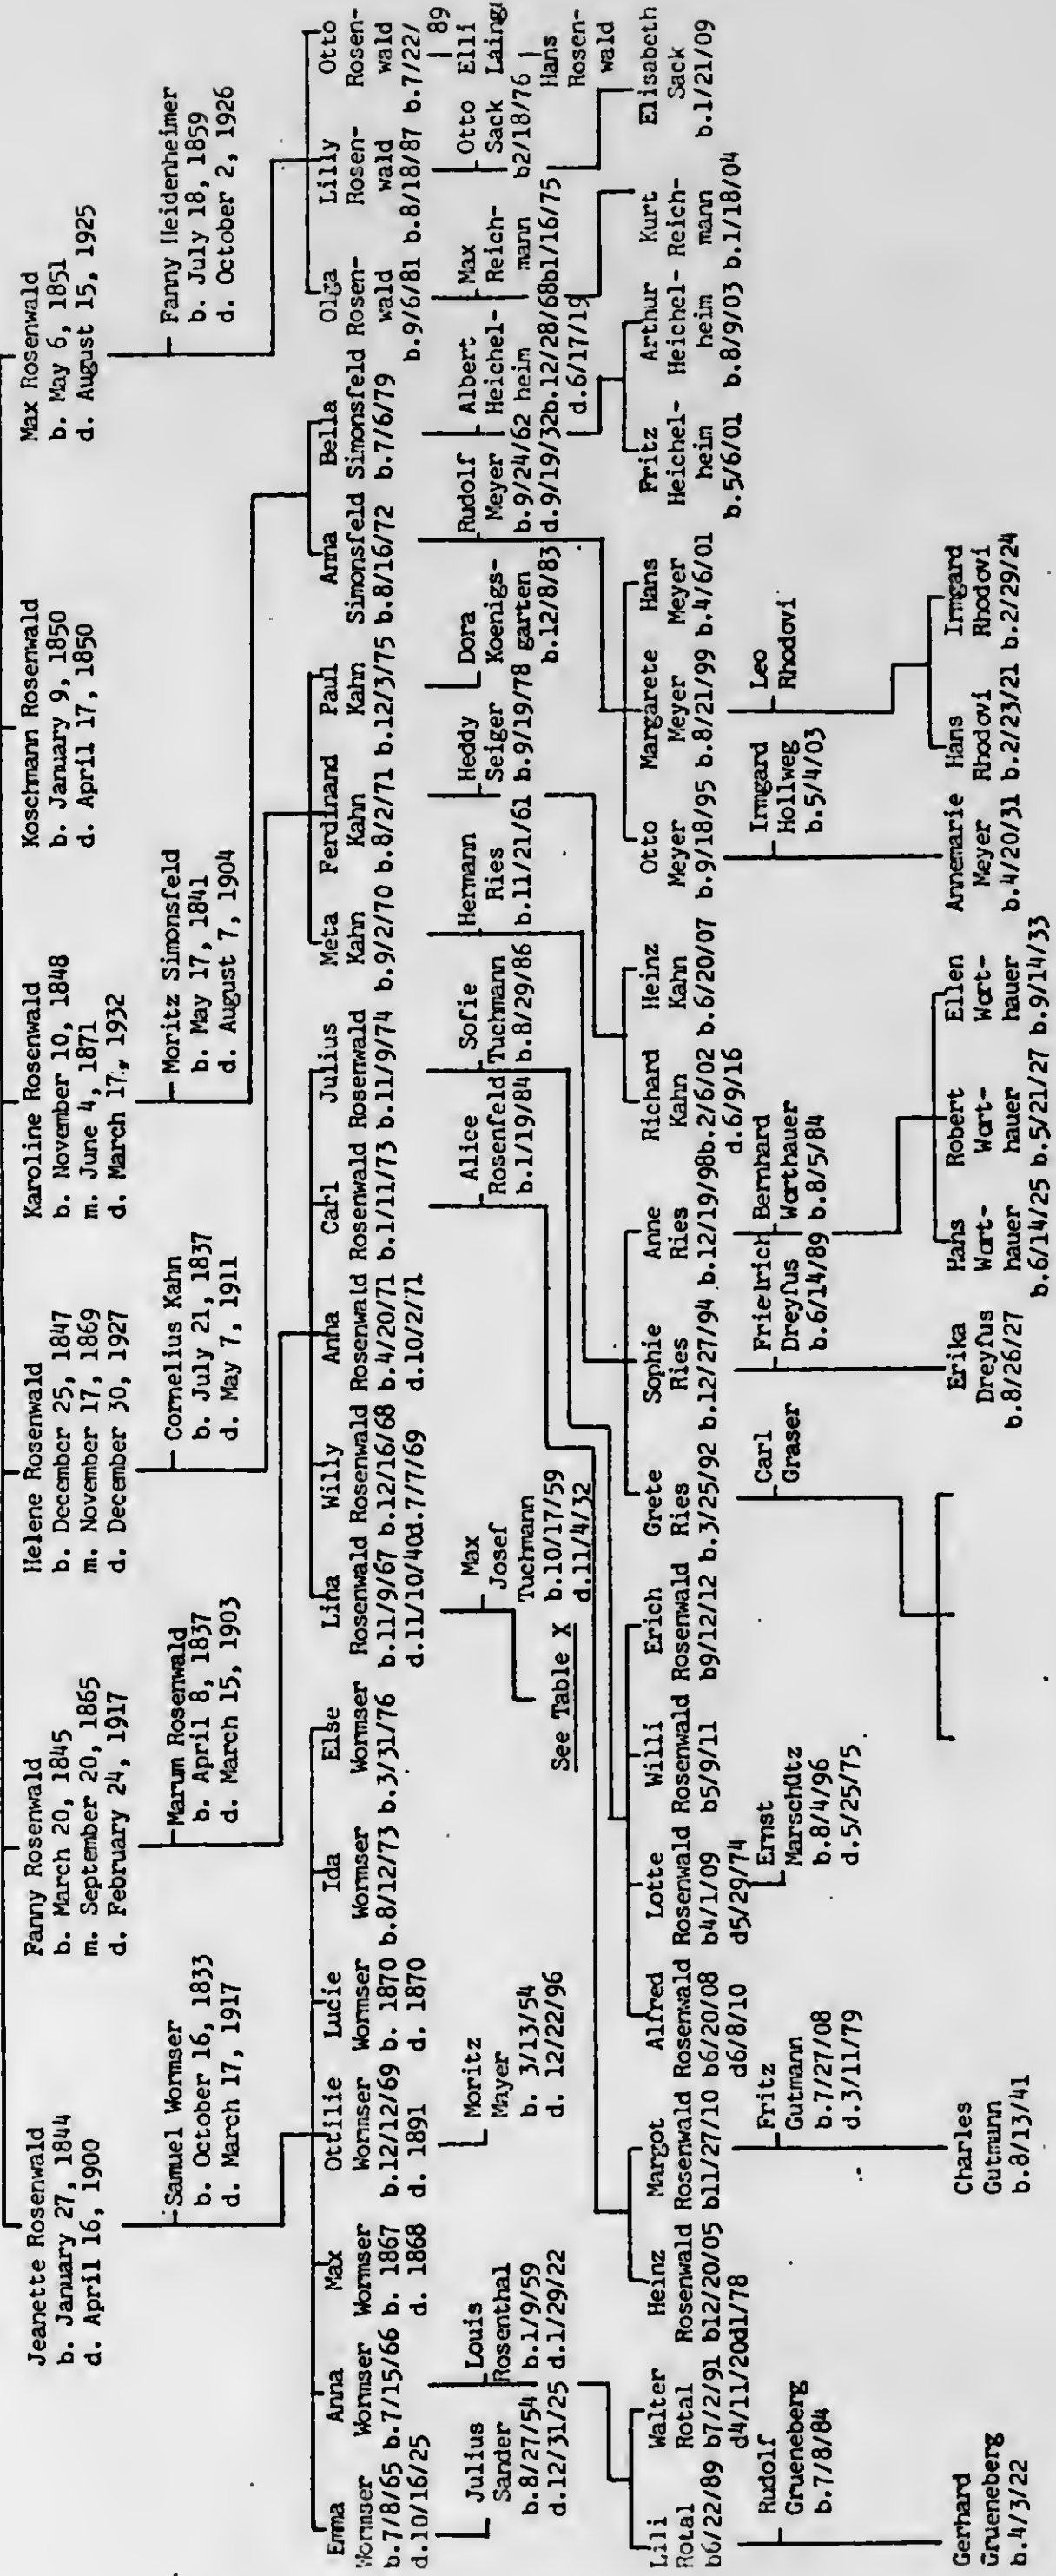 Jeanette Rosenwald
b. January 27, 1844
d. April 16, 1900
Fanny Rosenwald
b. March 20, 1845
m. September 20, 1865
d. February 24, 1917
Helene Rosenwald
b. December 25, 1847
m. November 17, 1869
d. December 30, 1927
Karoline Rosenwald
b. November 10, 1848
m. June 4, 1871
d. March 17, 1932
Koschmann Rosenwald
b. January 9, 1850
d. April 17, 1850
Max Rosenwald
b. May 6, 1851
d. August 15, 1925
Samuel Wormser
b. October 16, 1833
d. March 17, 1917
Marum Rosenwald
b. April 8, 1837
d. March 15, 1903
Cornelius Kahn
b. July 21, 1837
d. May 7, 1911
Moritz Simonsfeld
b. May 17, 1841
d. August 7, 1904
Fanny Heidenheimer
b. July 18, 1859
d. October 2, 1926
Emma
Wormser
b.7/8/65
d.10/16/25
Anna
Wormser
b.7/15/66
Max
Wormser
b. 1867
d. 1868
Ottilie
Wormser
b.12/12/69
d. 1891
Lucie
Wormser
b. 1870
d. 1870
Ida
Wormser
b.8/12/73
Else
Wormser
b.3/31/76
Lina
Rosenwald
b.11/9/67
d.11/10/40
Willy
Rosenwald
b.12/16/68
d.7/7/69
Anna
Rosenwald
b.4/20/71
d.10/2/71
Carl
Rosenwald
b.1/11/73
Julius
Rosenwald
b.11/9/74
Meta
Kahn
b.9/2/70
Ferdinand
Kahn
b.8/2/71
Paul
Kahn
b.12/3/75
Anna
Simonsfeld
b.8/16/72
Bella
Simonsfeld
b.7/6/79
Olga
Rosen-
wald
b.9/6/81
Lilly
Rosen-
wald
b.8/18/87
Otto
Rosen-
wald
b.7/22/
89
Julius
Sander
b.8/27/54
d.12/31/25
Louis
Rosenthal
b.1/9/59
d.1/29/22
Moritz
Mayer
b. 3/13/54
d. 12/22/96
Max
Josef
Tuchmann
b.10/17/59
d.11/4/32
See Table X
Alice
Rosenfeld
b.1/19/84
Sofie
Tuchmann
b.8/29/86
Hermann
Ries
b.11/21/61
Heddy
Seiger
b.9/19/78
Dora
Koenigs-
garten
b.12/8/83
Rudolf
Meyer
b.9/24/62
d.9/19/32
Albert
Heichel-
heim
b.12/28/68
d.6/17/19
Max
Reich-
mann
b1/16/75
Otto
Sack
b2/18/76
Elli
Hans
Rosen-
wald
Lili
Rotal
b6/22/89
Walter
Rotal
b7/2/91
d4/11/20
Heinz
Rosenwald
b12/20/05
d1/78
Margot
Rosenwald
b11/27/10
Alfred
Rosenwald
b6/20/08
d6/8/10
Lotte
Rosenwald
b4/1/09
d5/29/74
Willi
Rosenwald
b5/9/11
Erich
Rosenwald
b9/12/12
Grete
Ries
b.3/25/92
Sophie
Ries
b.12/27/94
Anne
Ries
b.12/19/98
Richard
Kahn
b.2/6/02
d.6/9/16
Heinz
Kahn
b.6/20/07
Otto
Meyer
b.9/18/95
Margarete
Meyer
b.8/21/99
Hans
Meyer
b.4/6/01
Fritz
Heichel-
heim
b.5/6/01
Arthur
Heichel-
heim
b.8/9/03
Kurt
Reich-
mann
b.1/18/04
Elisabeth
Sack
b.1/21/09
Rudolf
Grueneberg
b.7/8/84
Fritz
Gutmann
b.7/27/08
d.3/11/79
Ernst
Marschütz
b.8/4/96
d.5/25/75
Carl
Graser
Friedrich
Dreyfus
b.6/14/89
Bernhard
Worthauer
b.8/5/84
Irmgard
Hollweg
b.5/4/03
Leo
Rhodovi
Gerhard
Grueneberg
b.4/3/22
Charles
Gutmann
b.8/13/41
Erika
Dreyfus
b.8/26/27
Hans
Wort-
hauer
b.6/14/25
Robert
Wort-
hauer
b.5/21/27
Ellen
Wort-
hauer
b.9/14/33
Annemarie
Meyer
b.4/20/31
Hans
Rhodovi
b.2/23/21
Irmgard
Rhodovi
b.2/29/24